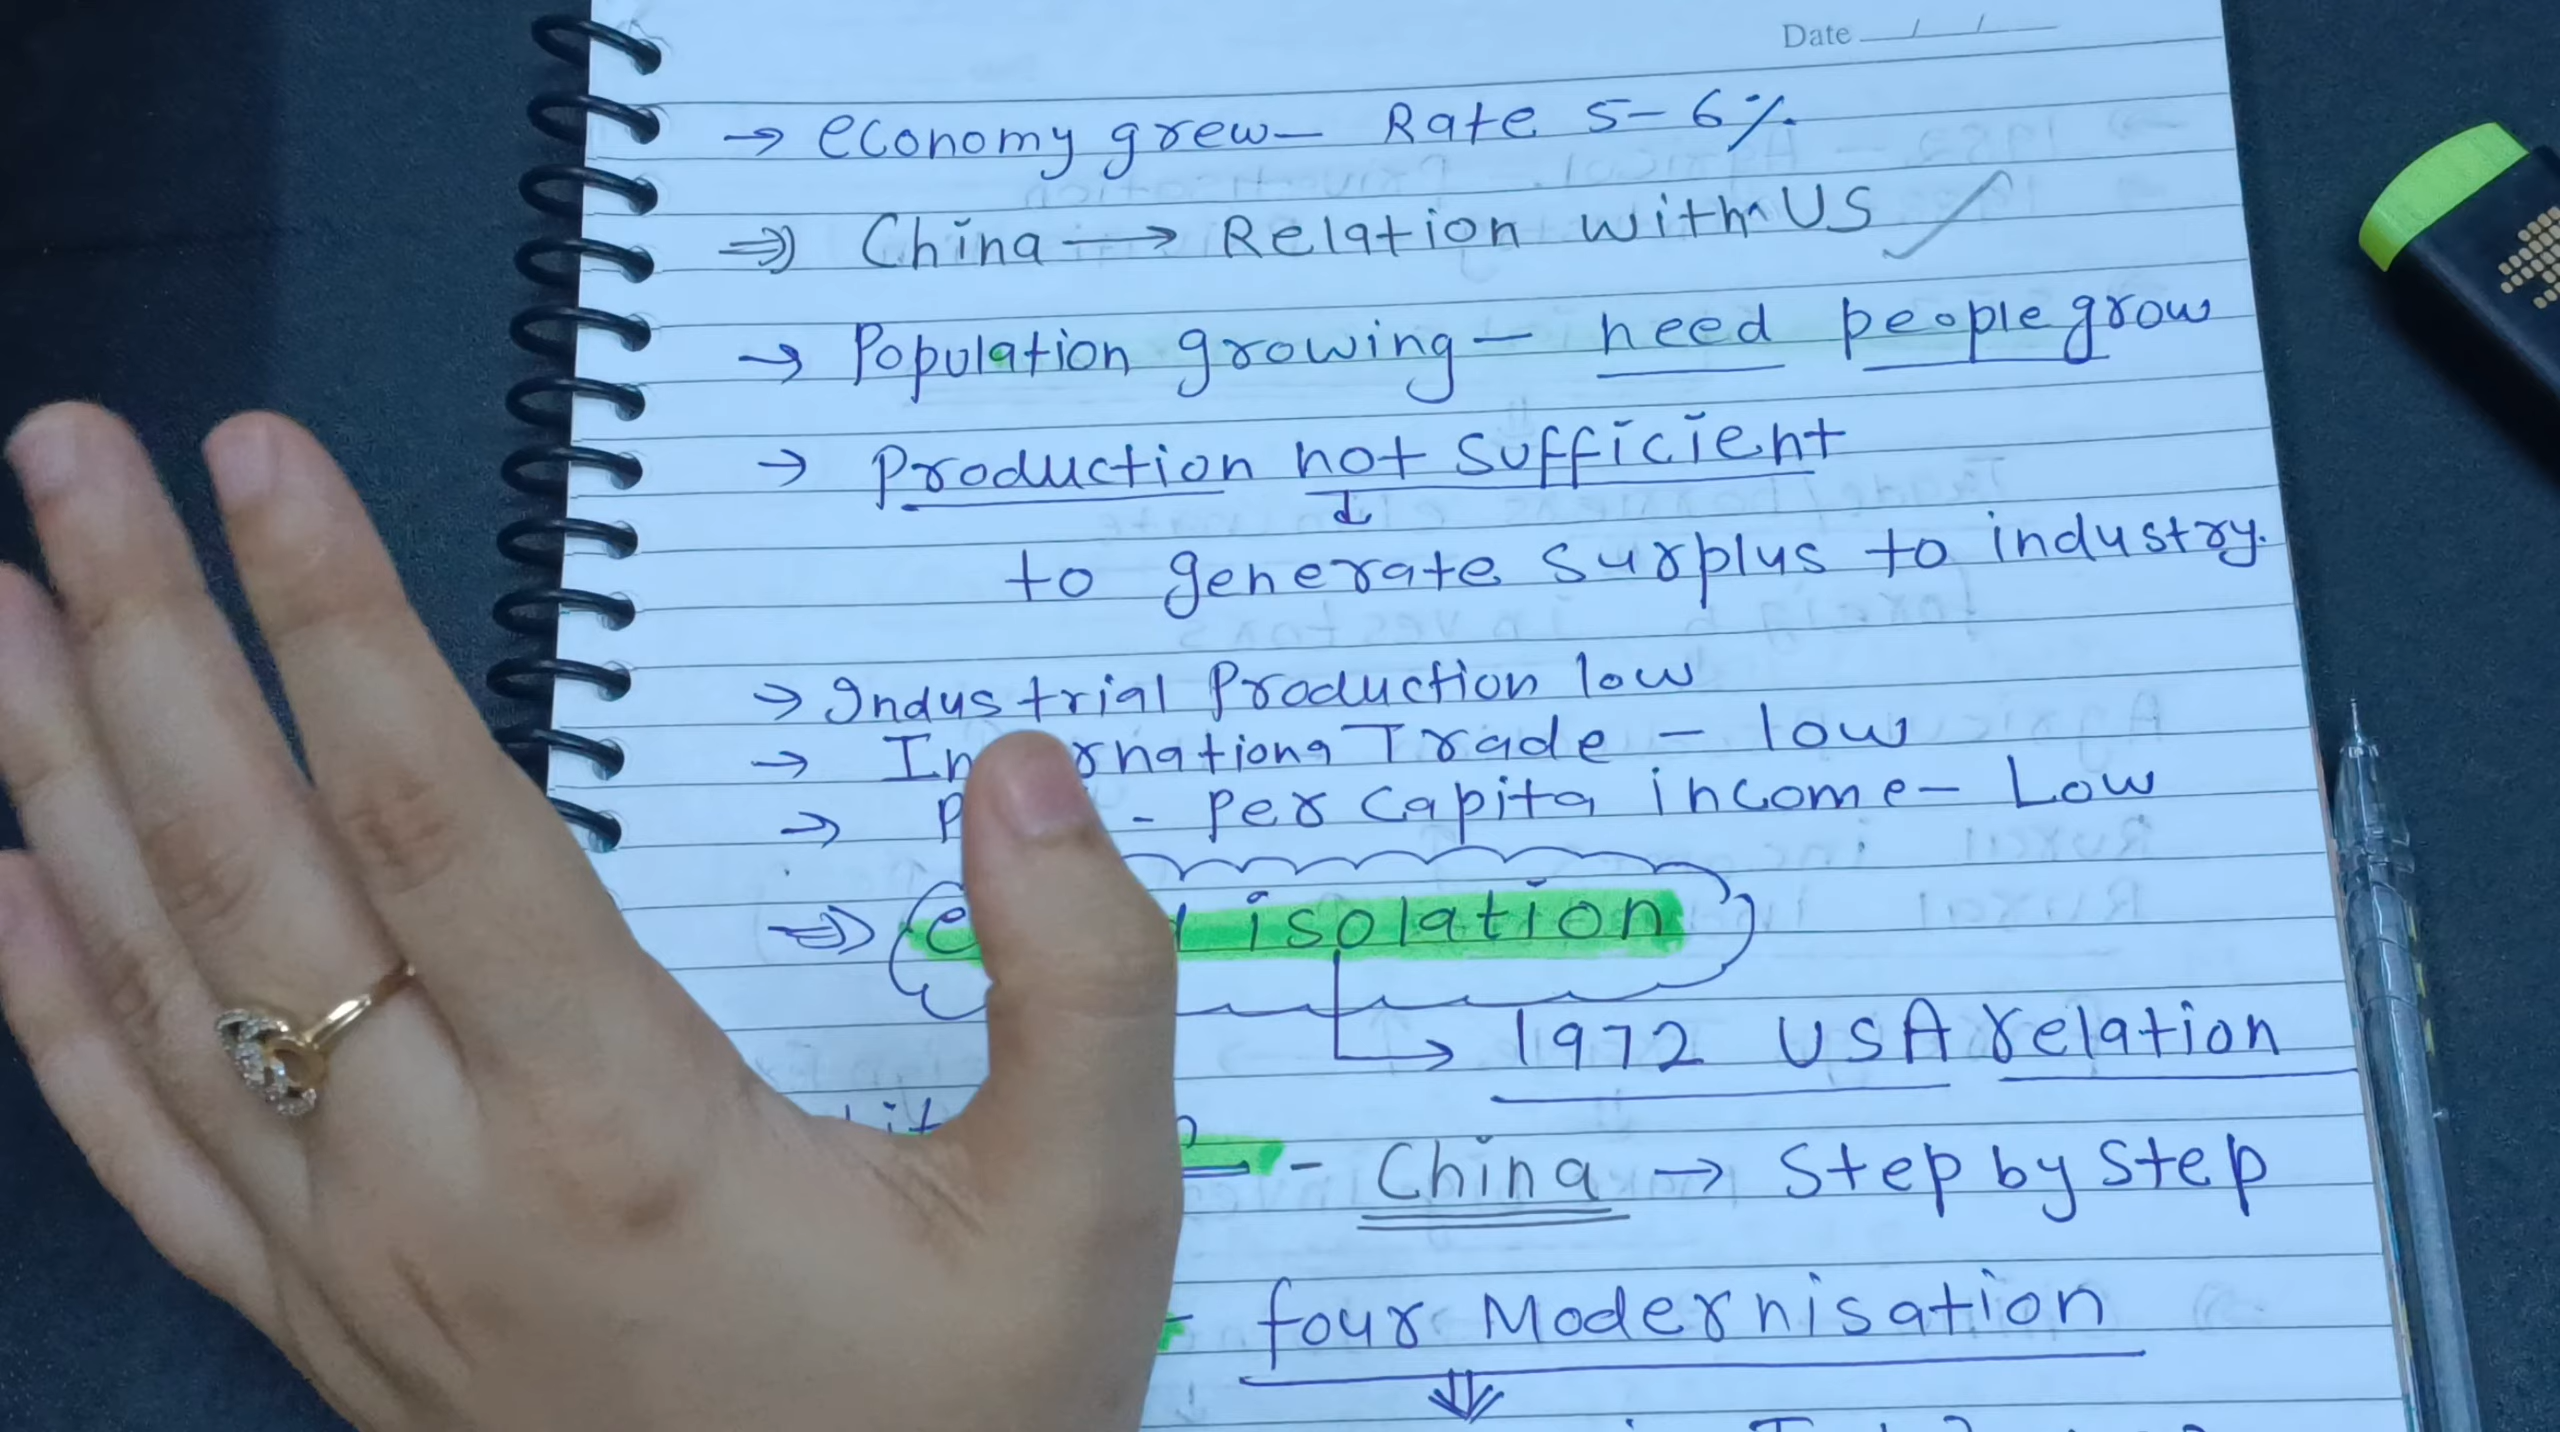 Date
→ economy grew – Rate 5-6%
⇒ China → Relation with US ✓
→ Population growing – need people grow
→ Production not sufficient
↓
to generate surplus to industry.
→ Industrial Production low
→ Trade – low
→ - Per Capita income – Low
⇒ isolation
→ 1972 USA relation
- China → Step by Step
- four Modernisation